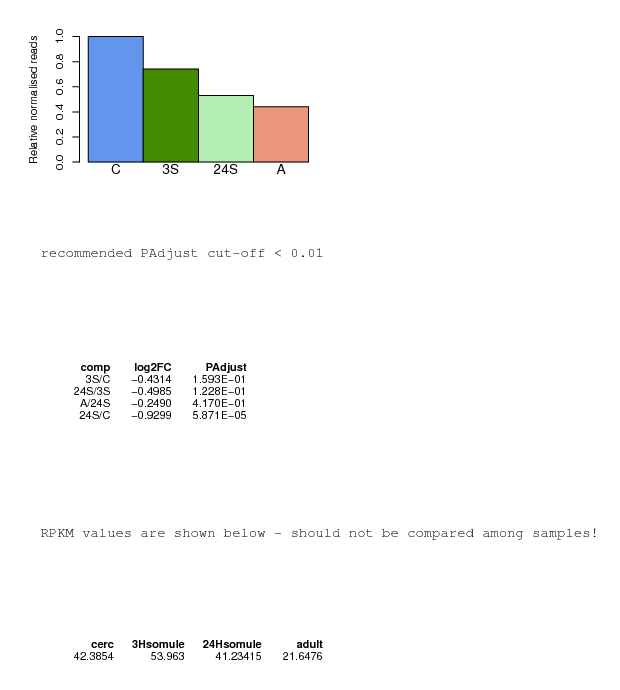 Relative normalised reads
1.0
0.8
0.6
0.4
0.2
0.0
C 3S 24S A
recommended PAdjust cut-off < 0.01
comp log2FC PAdjust
3S/C −0.4314 1.593E−01
24S/3S −0.4985 1.228E−01
A/24S −0.2490 4.170E−01
24S/C −0.9299 5.871E−05
RPKM values are shown below - should not be compared among samples!
cerc 3Hsomule 24Hsomule adult
42.3854 53.963 41.23415 21.6476